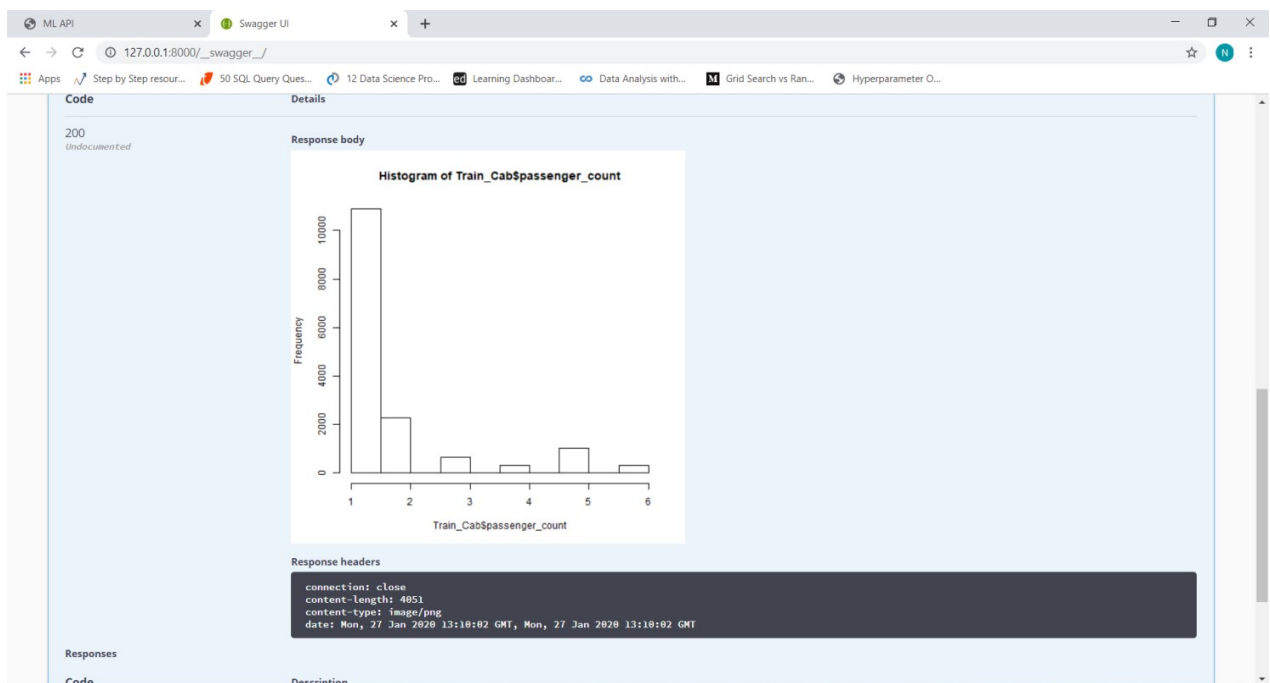 ML API
Swagger UI
127.0.0.1:8000/__swagger__/
N
Apps Step by Step resour... 50 SQL Query Ques... 12 Data Science Pro... ed Learning Dashboar... Data Analysis with... M Grid Search vs Ran... Hyperparameter O...
Code Details
200
Undocumented
Response body
Histogram of Train_Cab$passenger_count
Frequency
10000
8000
6000
4000
2000
0
1 2 3 4 5 6
Train_Cab$passenger_count
Response headers
connection: close
content-length: 4051
content-type: image/png
date: Mon, 27 Jan 2020 13:10:02 GMT, Mon, 27 Jan 2020 13:10:02 GMT
Responses
Code Description